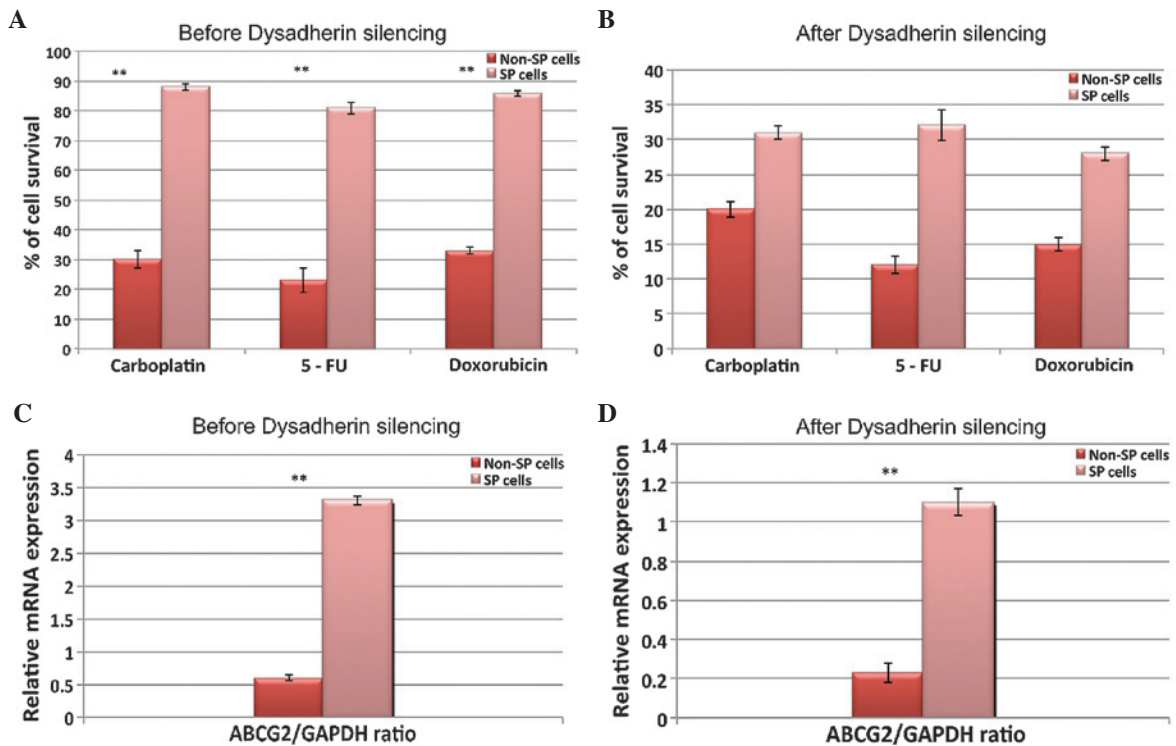 A
Before Dysadherin silencing
Non-SP cells
SP cells
% of cell survival
100
90
80
70
60
50
40
30
20
10
0
**
**
**
Carboplatin
5 - FU
Doxorubicin
B
After Dysadherin silencing
Non-SP cells
SP cells
% of cell survival
40
35
30
25
20
15
10
5
0
Carboplatin
5 - FU
Doxorubicin
C
Before Dysadherin silencing
Non-SP cells
SP cells
Relative mRNA expression
4
3.5
3
2.5
2
1.5
1
0.5
0
**
ABCG2/GAPDH ratio
D
After Dysadherin silencing
Non-SP cells
SP cells
Relative mRNA expression
1.4
1.2
1
0.8
0.6
0.4
0.2
0
**
ABCG2/GAPDH ratio